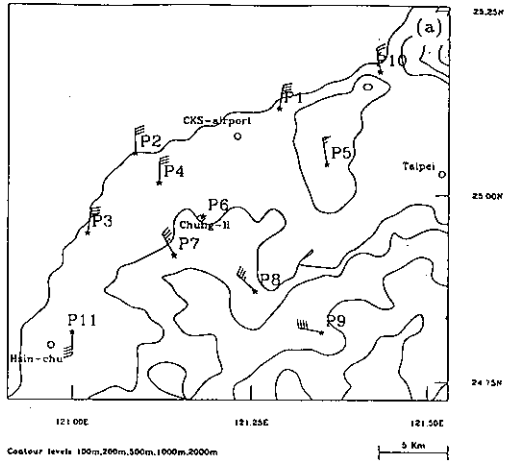 25.25N
(a)
P10
P1
CKS-airport
P2
P5
P4
Taipei
25.00N
P6
P3
Chung-li
P7
P8
P11
P9
Hsin-chu
24.75N
121.00E
121.25E
121.50E
Contour levels 100m,200m,500m,1000m,2000m
5 Km